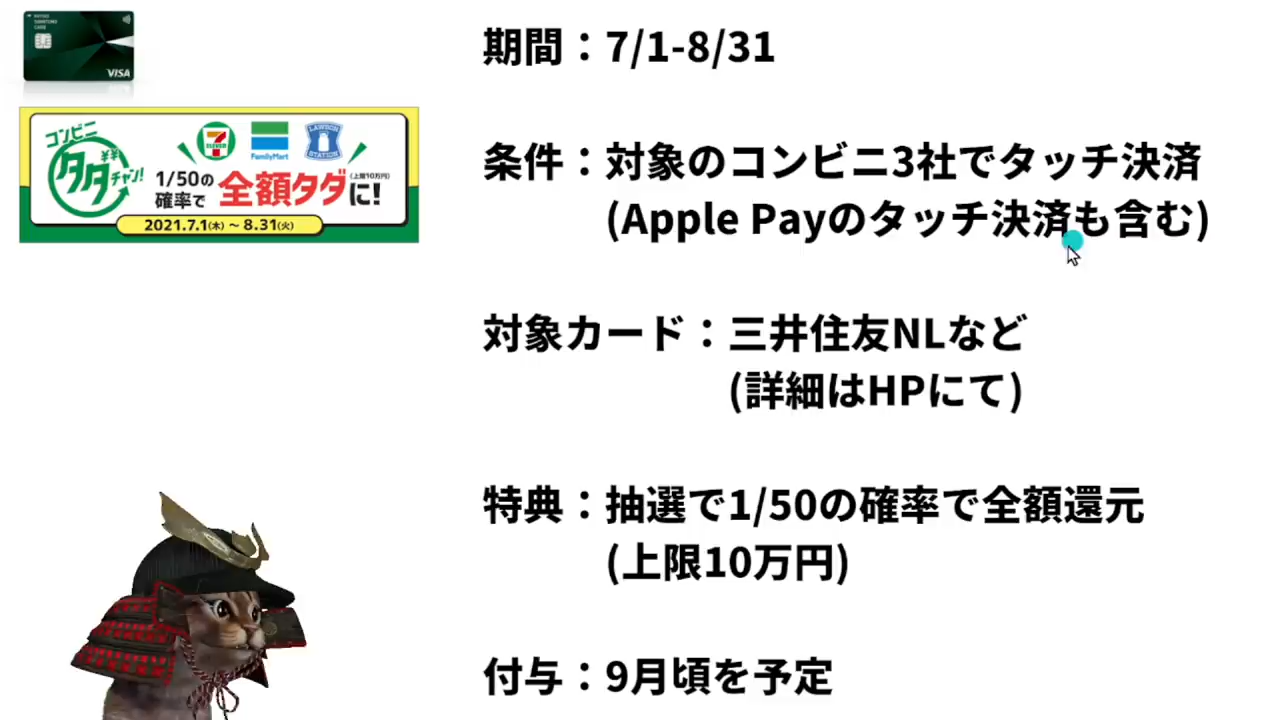 VISA
コンビニ
タダ
チャン!
¥¥
7
ELEVEN
FamilyMart
LAWSON
STATION
1/50の
確率で
全額タダに!
(上限10万円)
2021.7.1(木) ~ 8.31(火)
期間：7/1-8/31
条件：対象のコンビニ3社でタッチ決済
(Apple Payのタッチ決済も含む)
対象カード：三井住友NLなど
(詳細はHPにて)
特典：抽選で1/50の確率で全額還元
(上限10万円)
付与：9月頃を予定